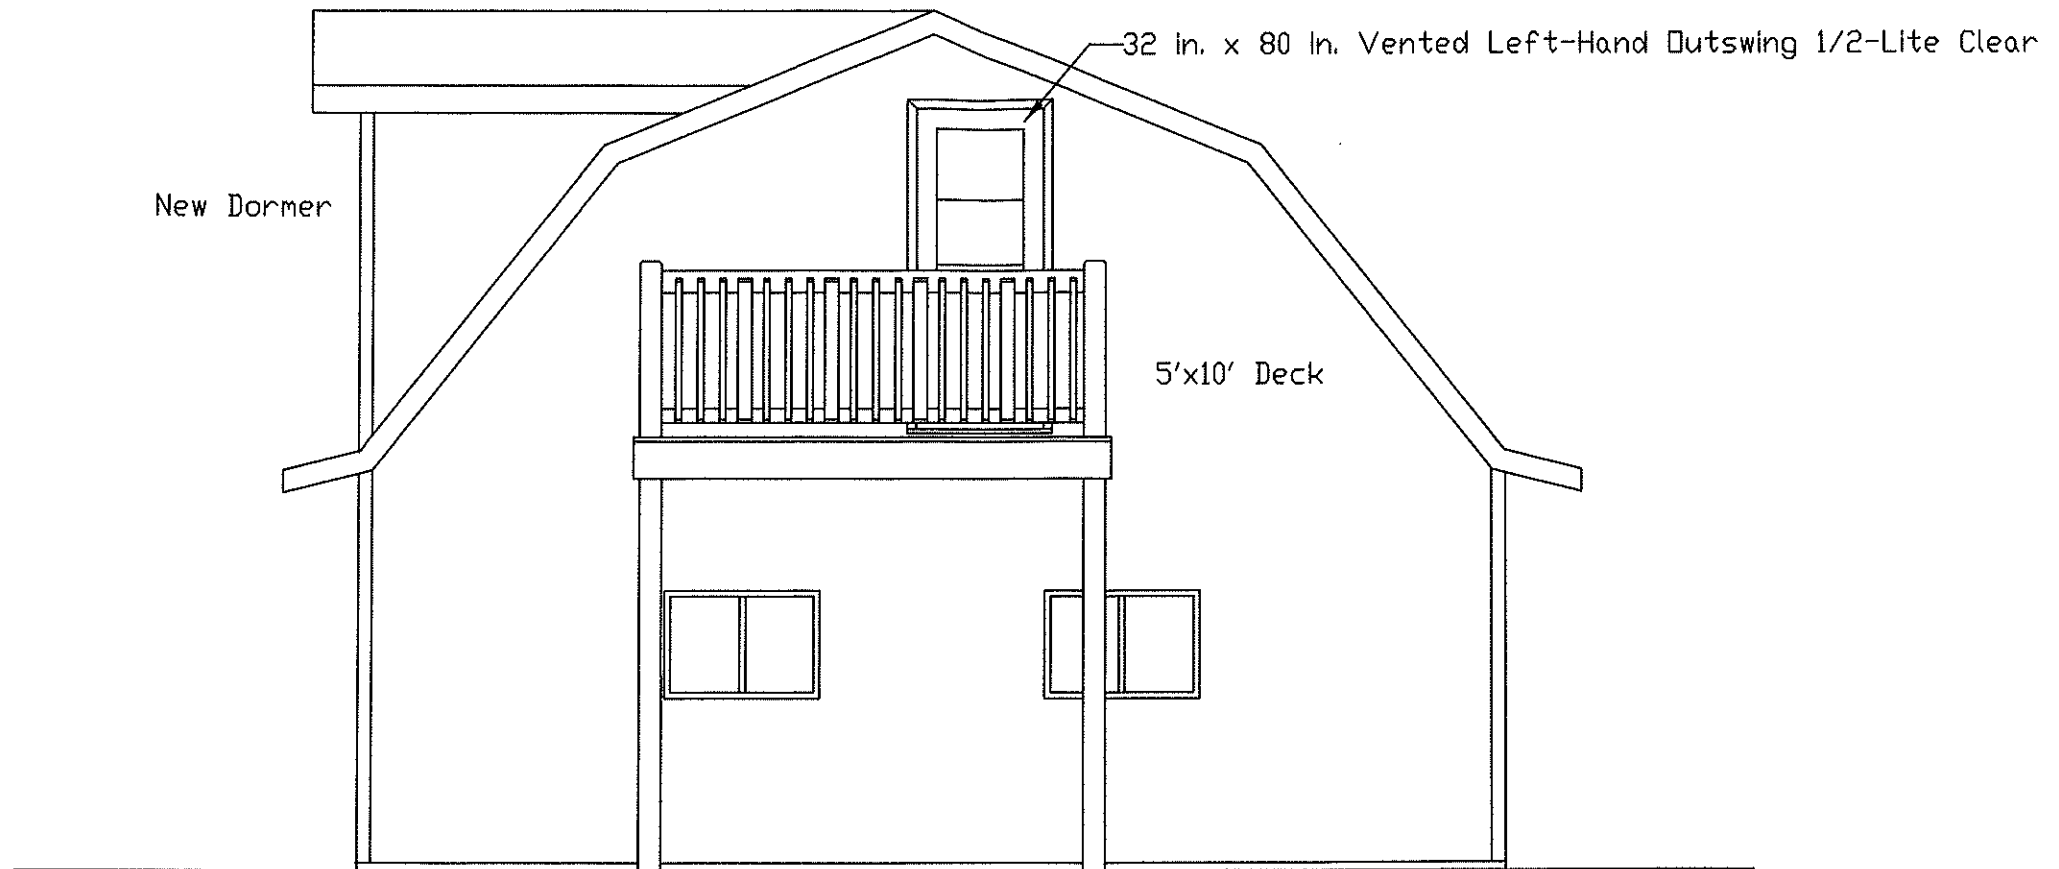 32 in. x 80 in. Vented Left-Hand Outswing 1/2-Lite Clear
New Dormer
5'x10' Deck